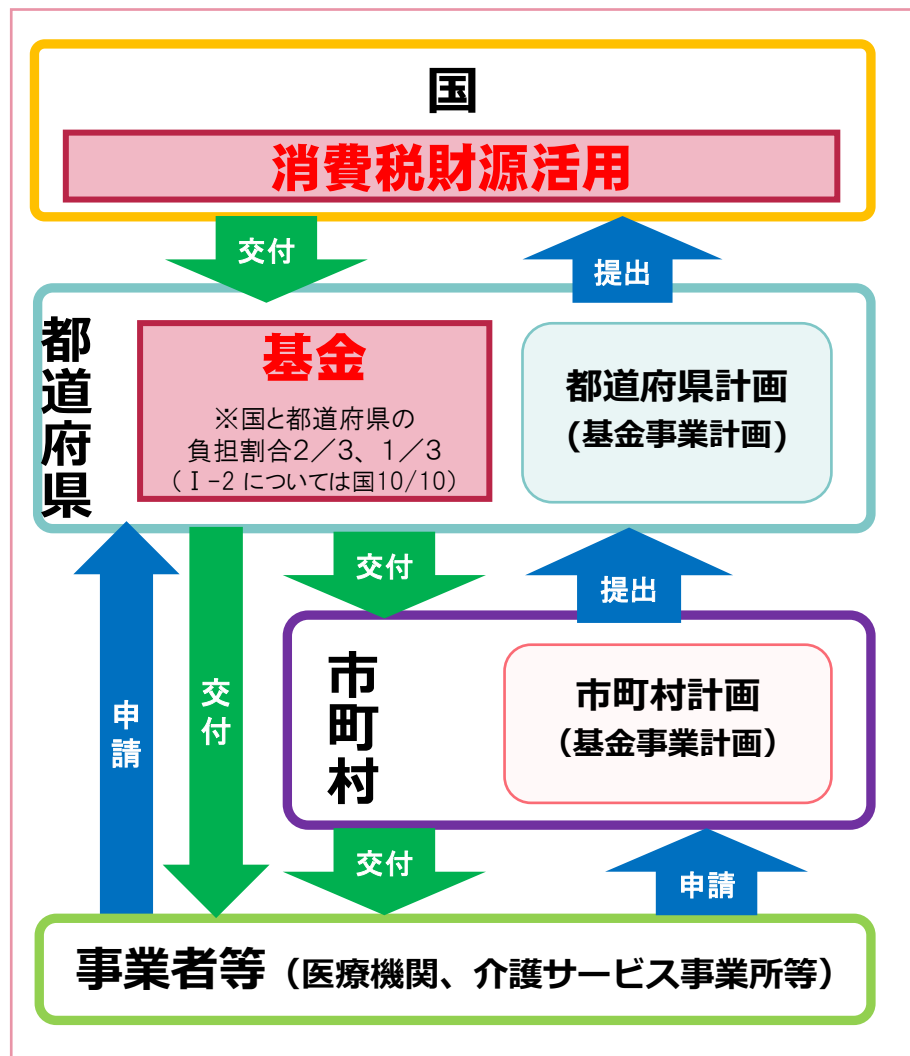 国
消費税財源活用
交付
提出
都道府県
基金
※国と都道府県の
負担割合2／3、1／3
（Ⅰ-2 については国10/10）
都道府県計画
(基金事業計画)
交付
提出
申請
交付
市町村
市町村計画
（基金事業計画）
交付
申請
事業者等（医療機関、介護サービス事業所等）